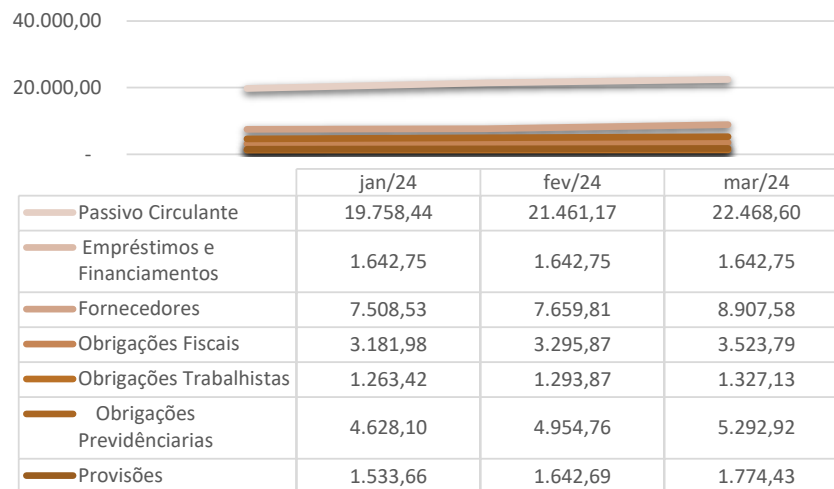 40.000,00
20.000,00
-
jan/24 fev/24 mar/24
Passivo Circulante 19.758,44 21.461,17 22.468,60
Empréstimos e
Financiamentos 1.642,75 1.642,75 1.642,75
Fornecedores 7.508,53 7.659,81 8.907,58
Obrigações Fiscais 3.181,98 3.295,87 3.523,79
Obrigações Trabalhistas 1.263,42 1.293,87 1.327,13
Obrigações
Previdênciarias 4.628,10 4.954,76 5.292,92
Provisões 1.533,66 1.642,69 1.774,43